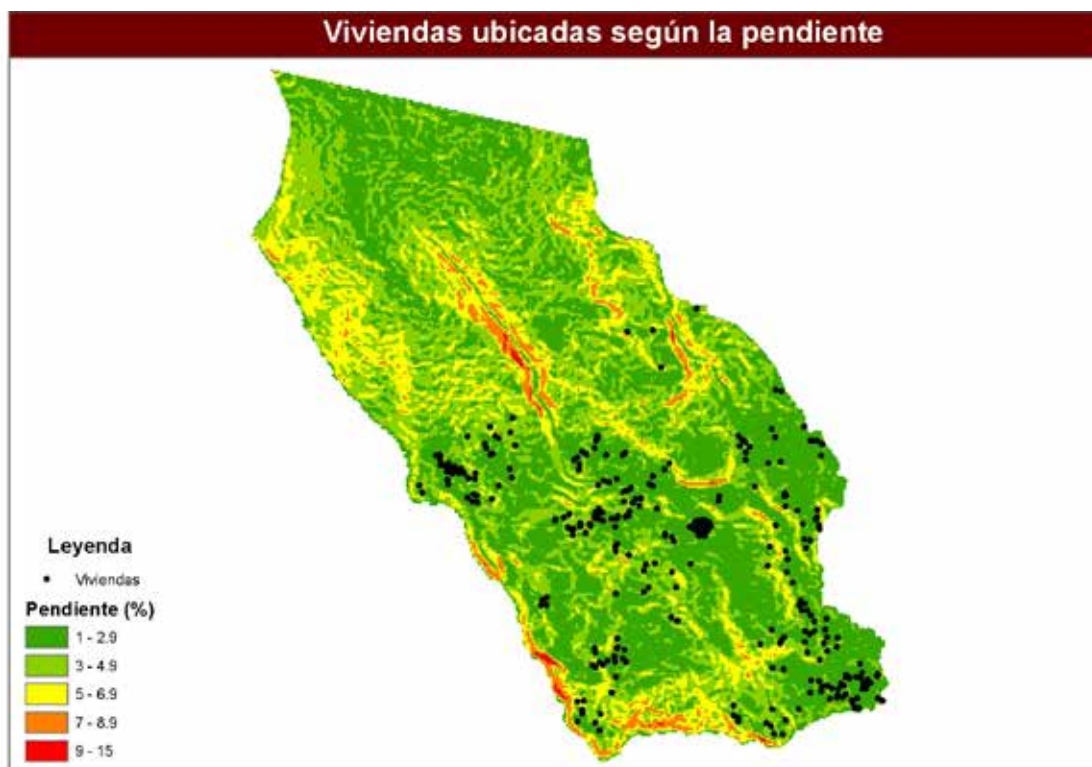 Viviendas ubicadas según la pendiente
Leyenda
Viviendas
Pendiente (%)
1 - 2.9
3 - 4.9
5 - 6.9
7 - 8.9
9 - 15